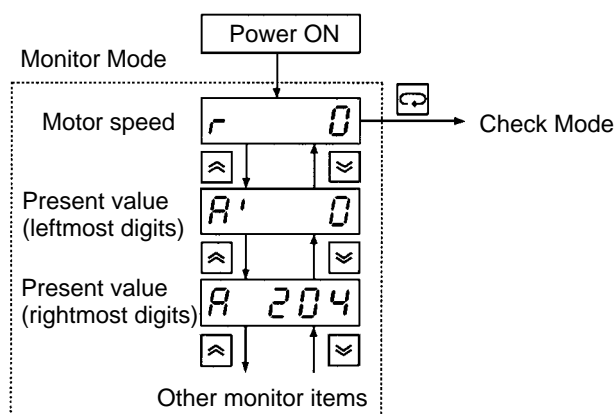 Power ON
Monitor Mode
Motor speed
r 0
Check Mode
Present value
(leftmost digits)
A' 0
Present value
(rightmost digits)
A 204
Other monitor items